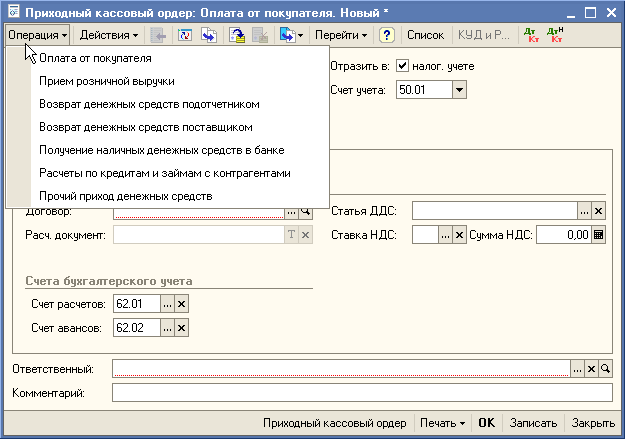 Приходный кассовый ордер: Оплата от покупателя. Новый *
Операция Действия Перейти ? Список КУД и Р... Дт Кт Дт Н Кт
Оплата от покупателя
Прием розничной выручки
Возврат денежных средств подотчетником
Возврат денежных средств поставщиком
Получение наличных денежных средств в банке
Расчеты по кредитам и займам с контрагентами
Прочий приход денежных средств
Отразить в: налог. учете
Счет учета: 50.01
Договор: ... Статья ДДС: ... ×
Расч. документ: T × Ставка НДС: ... × Сумма НДС: 0,00
Счета бухгалтерского учета
Счет расчетов: 62.01 ... ×
Счет авансов: 62.02 ... ×
Ответственный: ... ×
Комментарий:
Приходный кассовый ордер Печать OK Записать Закрыть